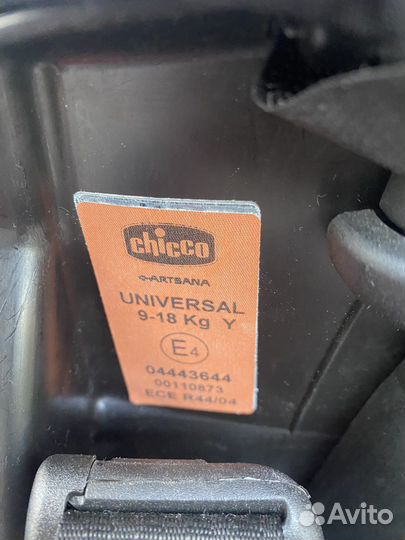 chicco
ARTSANA
UNIVERSAL
9-18 Kg Y
E4
04443644
00110873
ECE R44/04
Avito